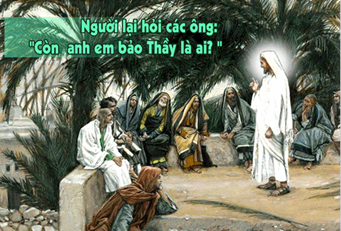 Người lại hỏi các ông:
"Còn anh em bảo Thầy là ai? "